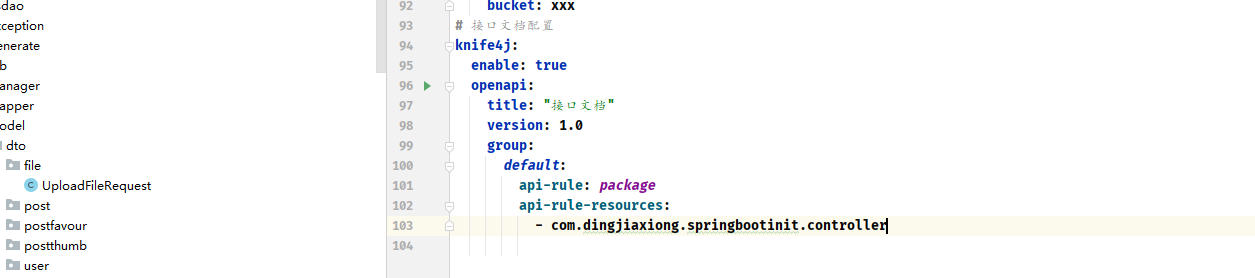 dao
ception
enerate
b
anager
apper
odel
dto
file
UploadFileRequest
post
postfavour
postthumb
user
92 bucket: xxx
93 # 接口文档配置
94 knife4j:
95 enable: true
96 openapi:
97 title: "接口文档"
98 version: 1.0
99 group:
100 default:
101 api-rule: package
102 api-rule-resources:
103 - com.dingjiaxiong.springbootinit.controller
104